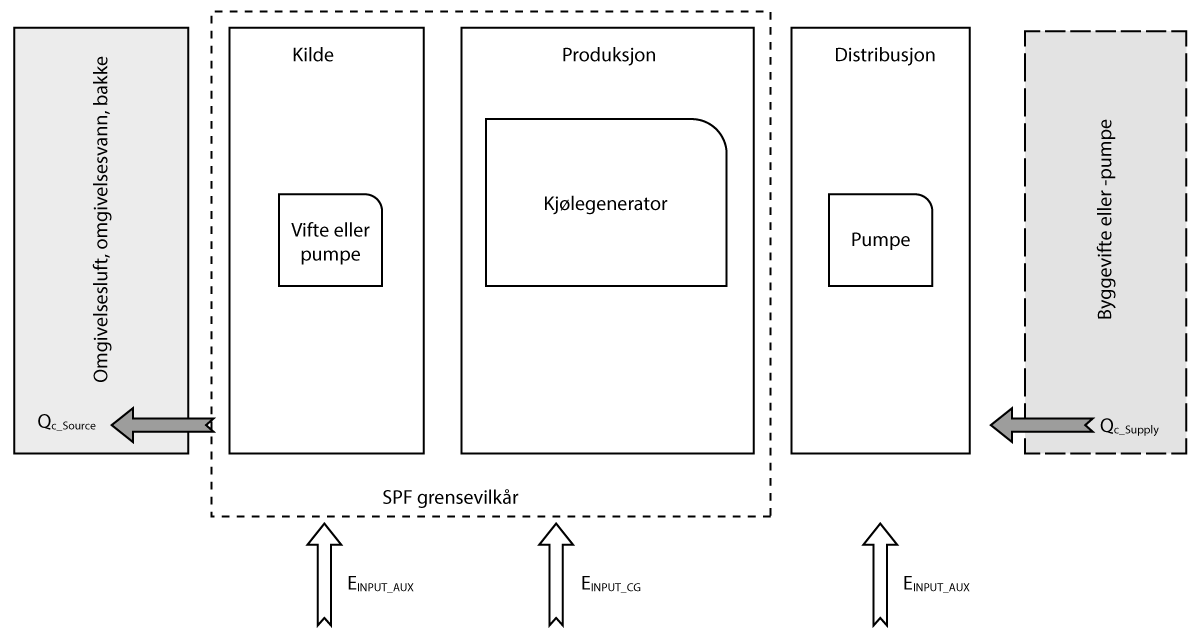 Kilde
Produksjon
Distribusjon
Omgivelsesluft, omgivelsesvann, bakke
Vifte eller
pumpe
Kjølegenerator
Pumpe
Byggevifte eller -pumpe
Qc_Source
Qc_Supply
SPF grensevilkår
EINPUT_AUX
EINPUT_CG
EINPUT_AUX